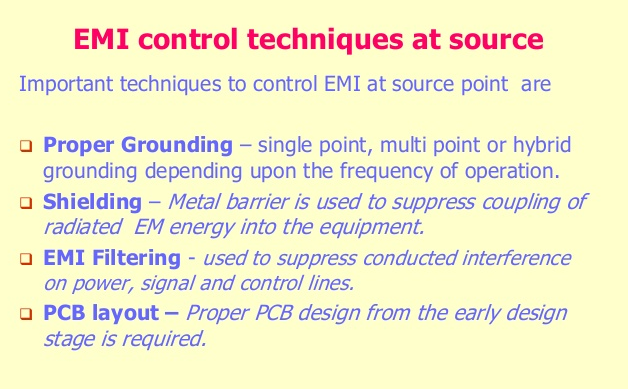 EMI control techniques at source
Important techniques to control EMI at source point  are
❑ Proper Grounding – single point, multi point or hybrid
grounding depending upon the frequency of operation.
❑ Shielding – Metal barrier is used to suppress coupling of
radiated  EM energy into the equipment.
❑ EMI Filtering - used to suppress conducted interference
on power, signal and control lines.
❑ PCB layout – Proper PCB design from the early design
stage is required.